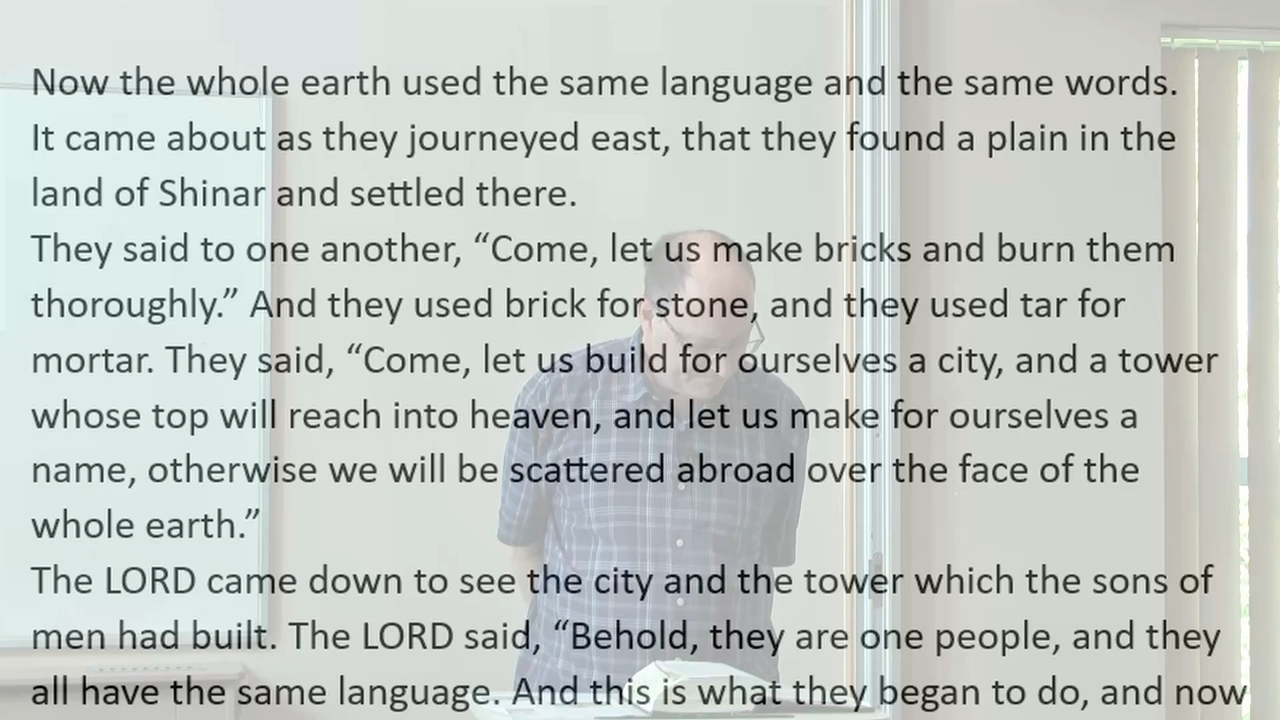 Now the whole earth used the same language and the same words.
It came about as they journeyed east, that they found a plain in the
land of Shinar and settled there.
They said to one another, “Come, let us make bricks and burn them
thoroughly.” And they used brick for stone, and they used tar for
mortar. They said, “Come, let us build for ourselves a city, and a tower
whose top will reach into heaven, and let us make for ourselves a
name, otherwise we will be scattered abroad over the face of the
whole earth.”
The LORD came down to see the city and the tower which the sons of
men had built. The LORD said, “Behold, they are one people, and they
all have the same language. And this is what they began to do, and now